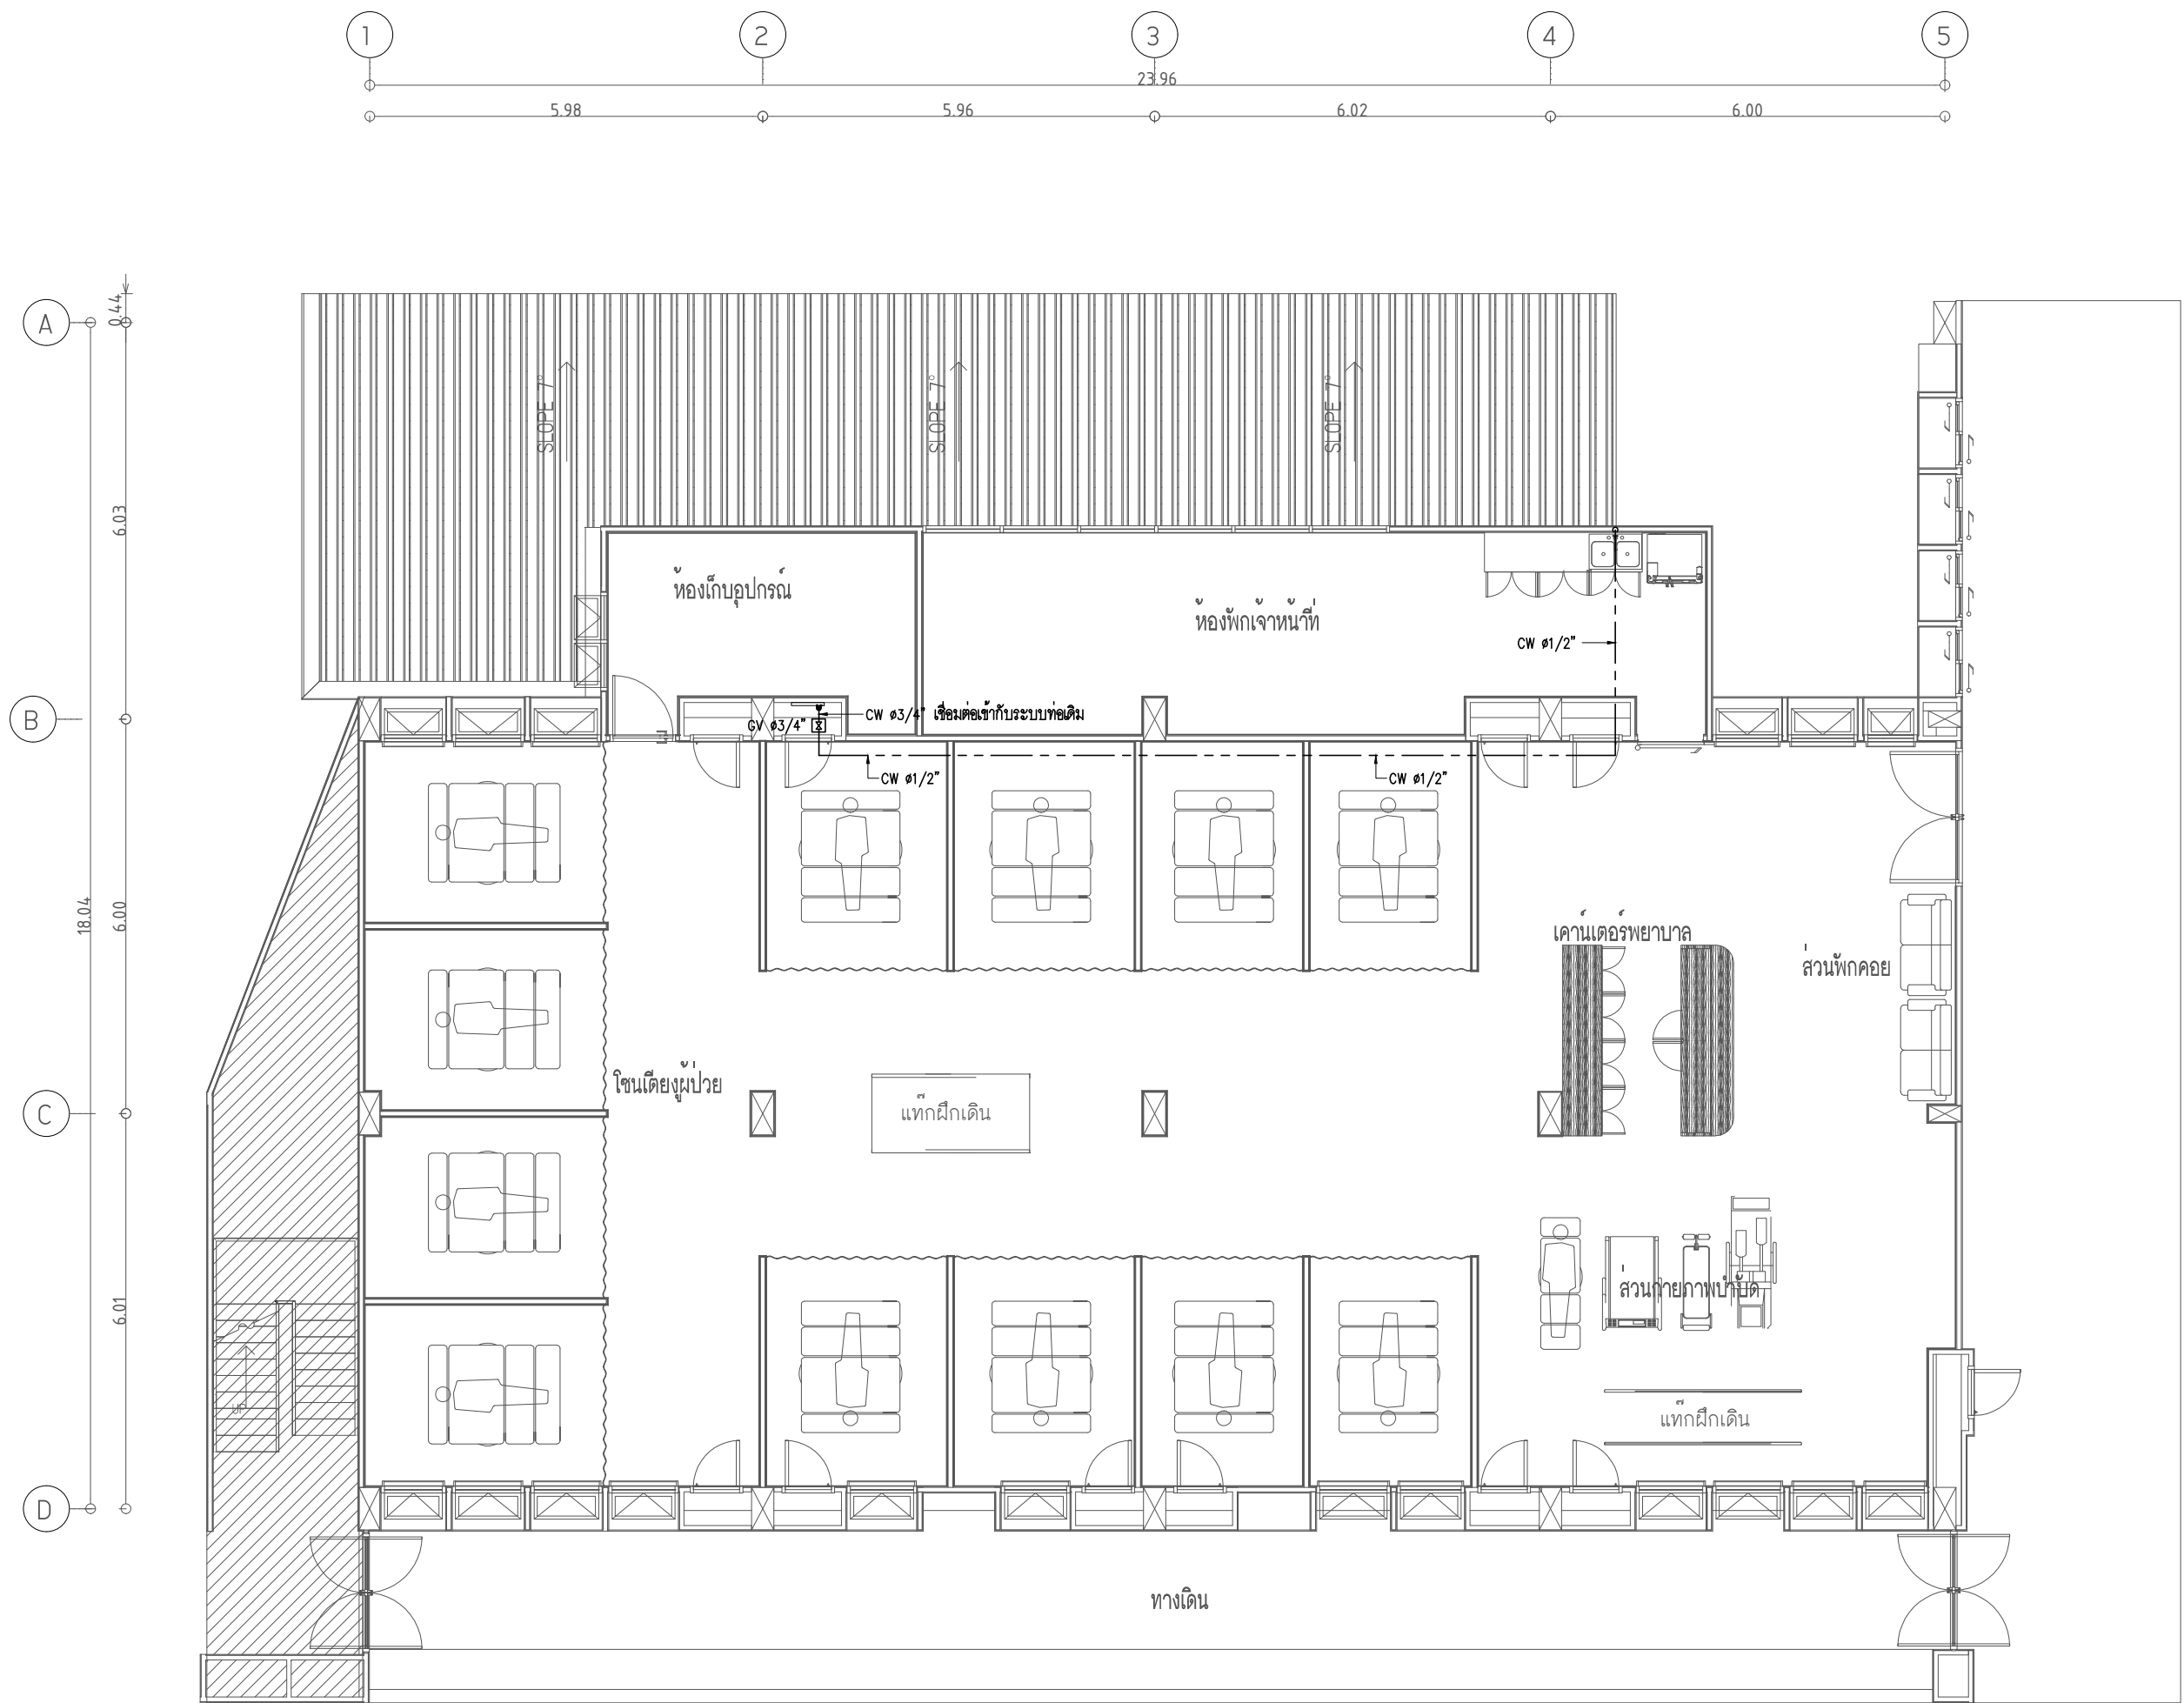 1
2
3
4
5
23.96
5.98
5.96
6.02
6.00
A
0.44
SLOPE 7°
SLOPE 7°
SLOPE 7°
6.03
ห้องเก็บอุปกรณ์
ห้องพักเจ้าหน้าที่
CW ø1/2"
B
CW ø3/4" เชื่อมต่อเข้ากับระบบท่อเดิม
GV ø3/4"
CW ø1/2"
CW ø1/2"
18.04
6.00
เคาน์เตอร์พยาบาล
ส่วนพักคอย
โซนเตียงผู้ป่วย
แท๊กฝึกเดิน
C
6.01
ส่วนกายภาพบำบัด
UP
แท๊กฝึกเดิน
D
ทางเดิน